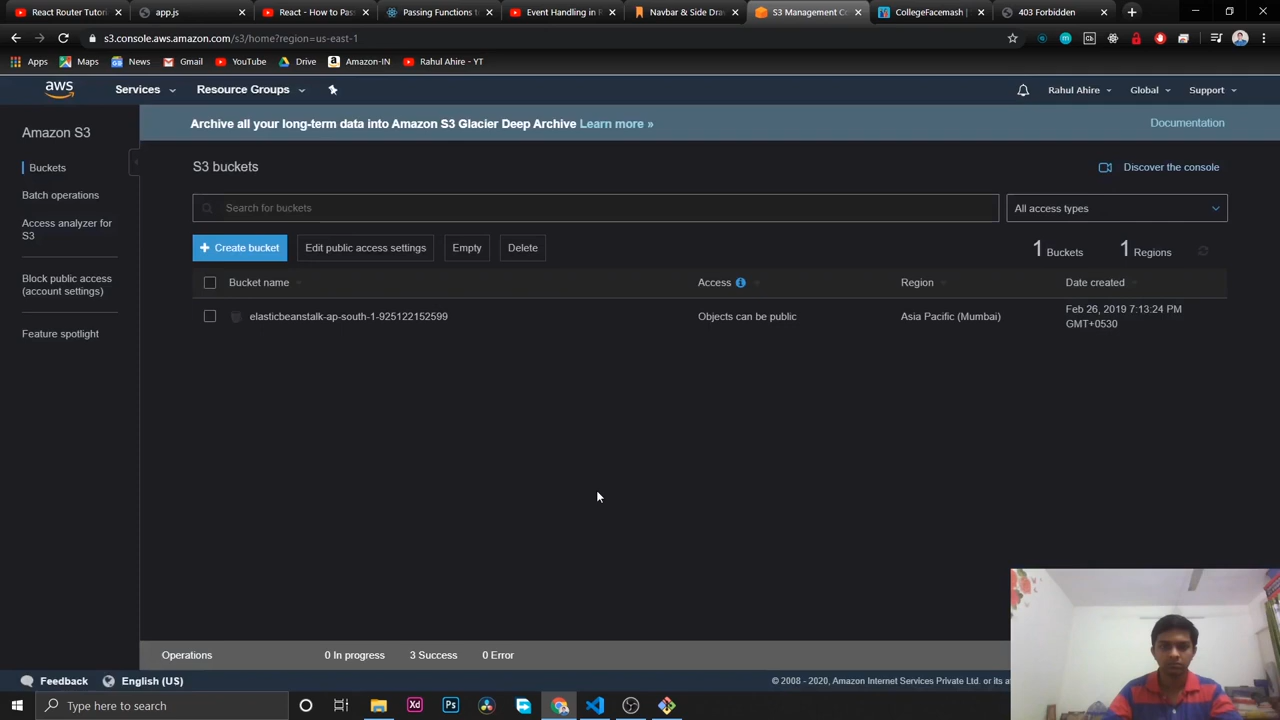 React Router Tutori
app.js
React - How to Pas
Passing Functions t
Event Handling in R
Navbar & Side Dra
S3 Management Co
CollegeFacemash |
403 Forbidden
s3.console.aws.amazon.com/s3/home?region=us-east-1
Apps
Maps
News
Gmail
YouTube
Drive
Amazon-IN
Rahul Ahire - YT
aws
Services
Resource Groups
Rahul Ahire
Global
Support
Amazon S3
Buckets
Batch operations
Access analyzer for
S3
Block public access
(account settings)
Feature spotlight
Archive all your long-term data into Amazon S3 Glacier Deep Archive Learn more »
Documentation
S3 buckets
Discover the console
Search for buckets
All access types
+ Create bucket
Edit public access settings
Empty
Delete
1 Buckets
1 Regions
Bucket name
Access
Region
Date created
elasticbeanstalk-ap-south-1-925122152599
Objects can be public
Asia Pacific (Mumbai)
Feb 26, 2019 7:13:24 PM
GMT+0530
Operations
0 In progress
3 Success
0 Error
Feedback
English (US)
© 2008 - 2020, Amazon Internet Services Private Ltd. or its
Type here to search
Xd
Ps